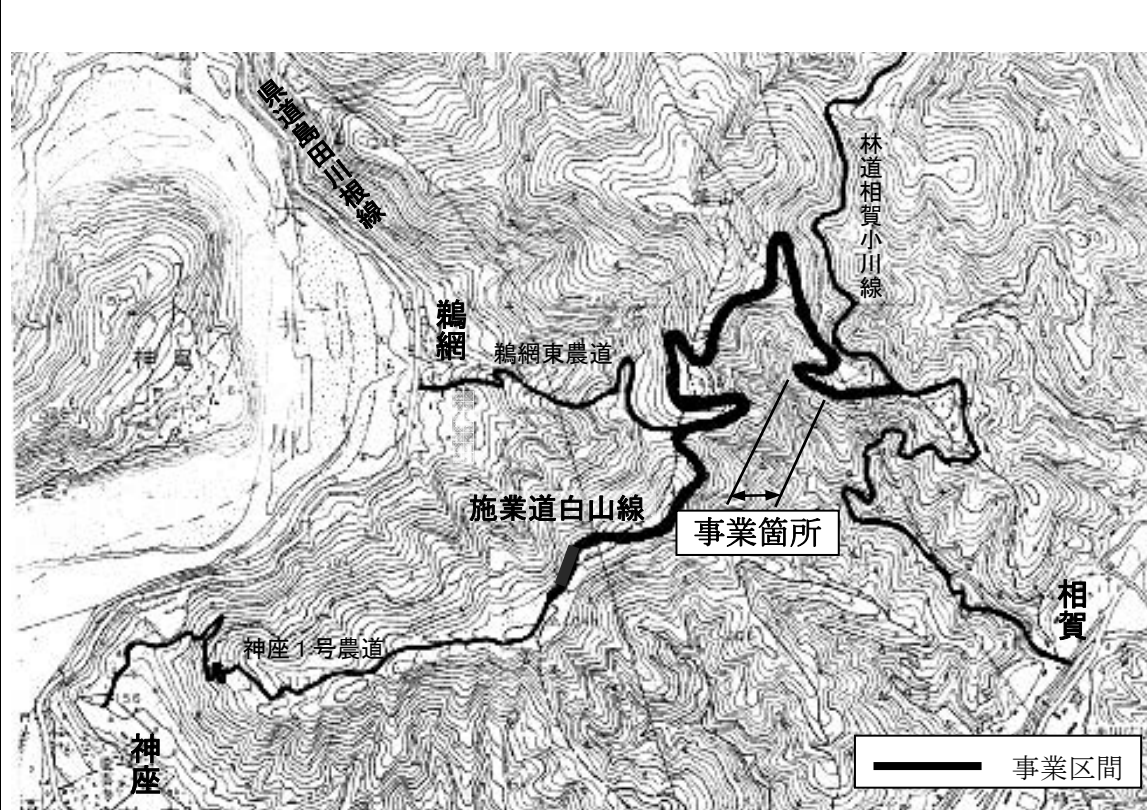 県道島田川根線
林道相賀小川線
鵜網
鵜網東農道
施業道白山線
事業箇所
相賀
神座1号農道
神座
事業区間